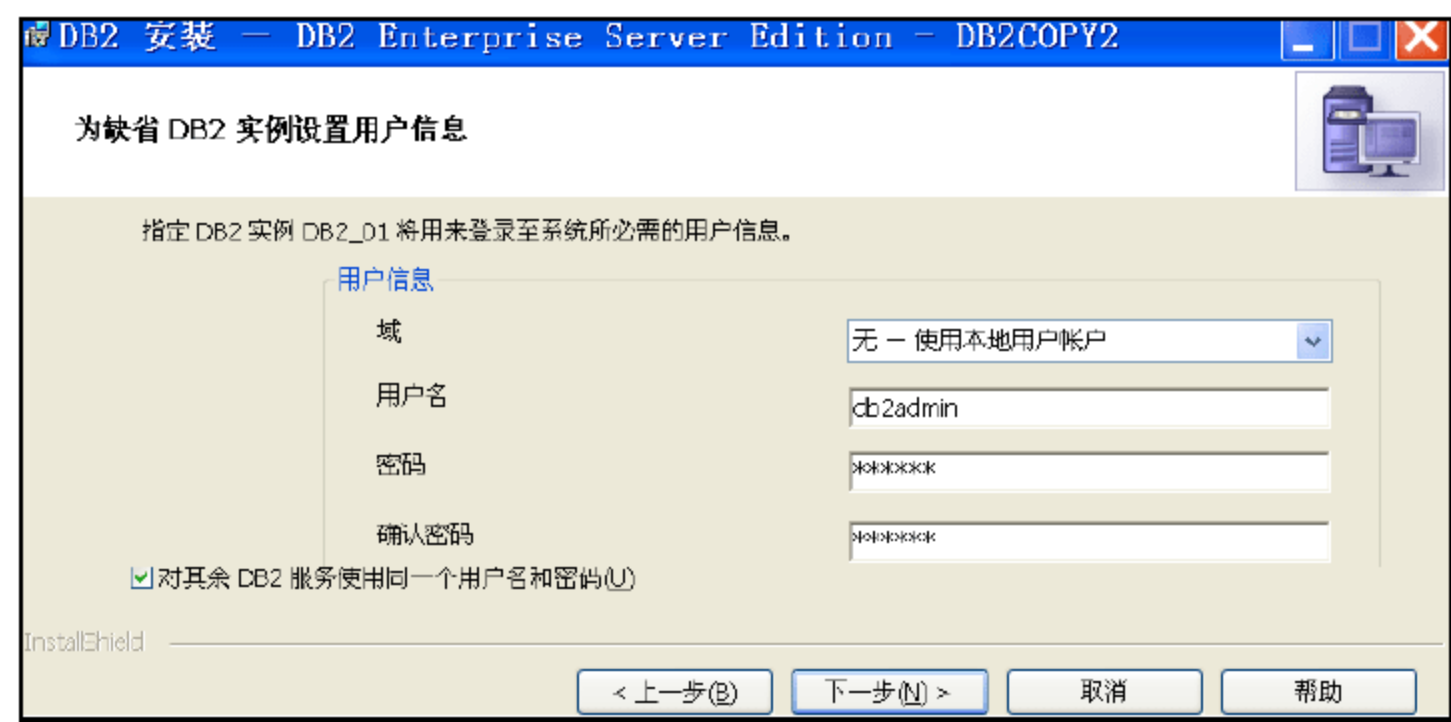 DB2 安装 － DB2 Enterprise Server Edition - DB2COPY2
为缺省 DB2 实例设置用户信息
指定 DB2 实例 DB2_01 将用来登录至系统所必需的用户信息。
用户信息
域
无 － 使用本地用户帐户
用户名
db2admin
密码
******
确认密码
******
对其余 DB2 服务使用同一个用户名和密码(U)
InstallShield
< 上一步(B)
下一步(N) >
取消
帮助